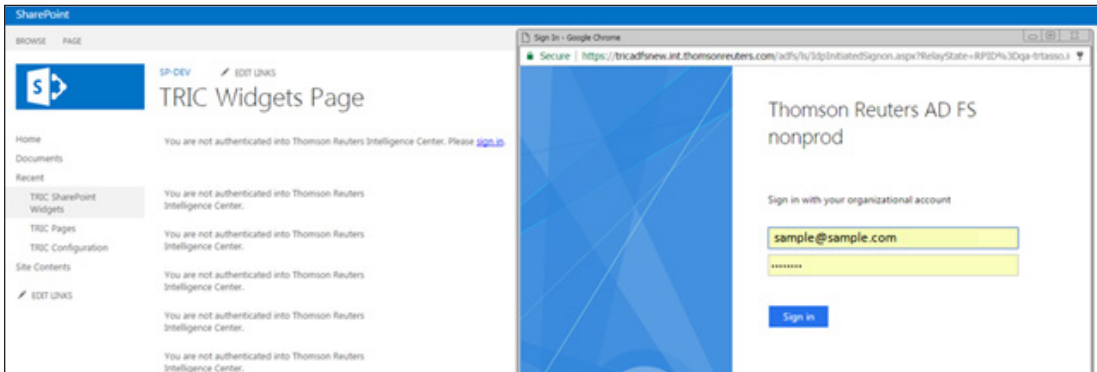 SharePoint
BROWSE PAGE
SP-DEV EDIT LINKS
TRIC Widgets Page
Home
Documents
Recent
TRIC SharePoint
Widgets
TRIC Pages
TRIC Configuration
Site Contents
EDIT LINKS
You are not authenticated into Thomson Reuters Intelligence Center. Please sign in.
You are not authenticated into Thomson Reuters
Intelligence Center.
You are not authenticated into Thomson Reuters
Intelligence Center.
You are not authenticated into Thomson Reuters
Intelligence Center.
You are not authenticated into Thomson Reuters
Intelligence Center.
You are not authenticated into Thomson Reuters
Intelligence Center.
Sign In - Google Chrome
Secure | https://tricadfsnew.int.thomsonreuters.com/adfs/ls/IdpInitiatedSignon.aspx?RelayState=RPID%3Dqa-trtasso.i
Thomson Reuters AD FS
nonprod
Sign in with your organizational account
sample@sample.com
Sign in